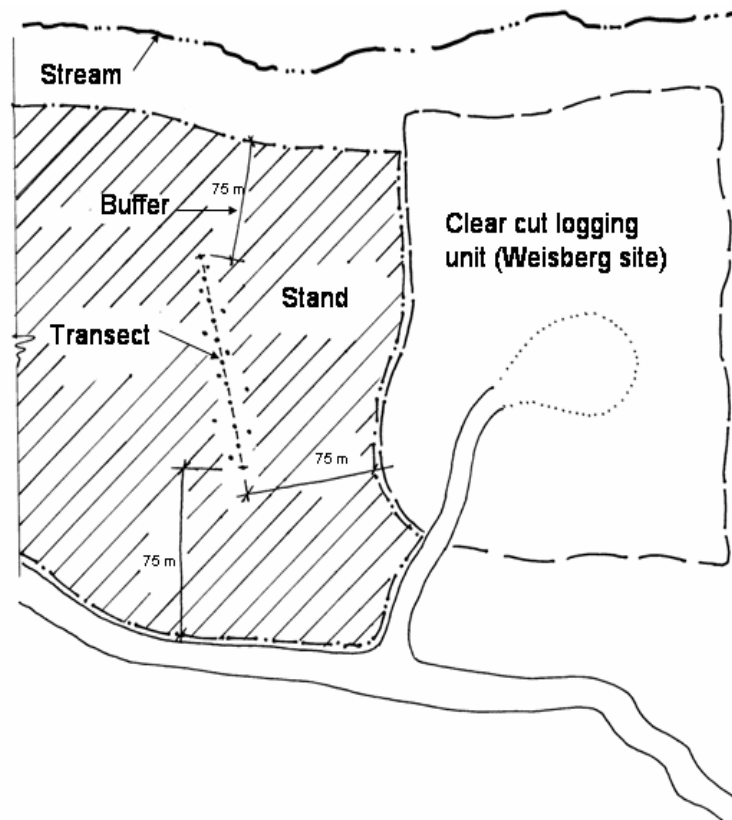 Stream
75 m
Buffer
Clear cut logging
unit (Weisberg site)
Stand
Transect
75 m
75 m